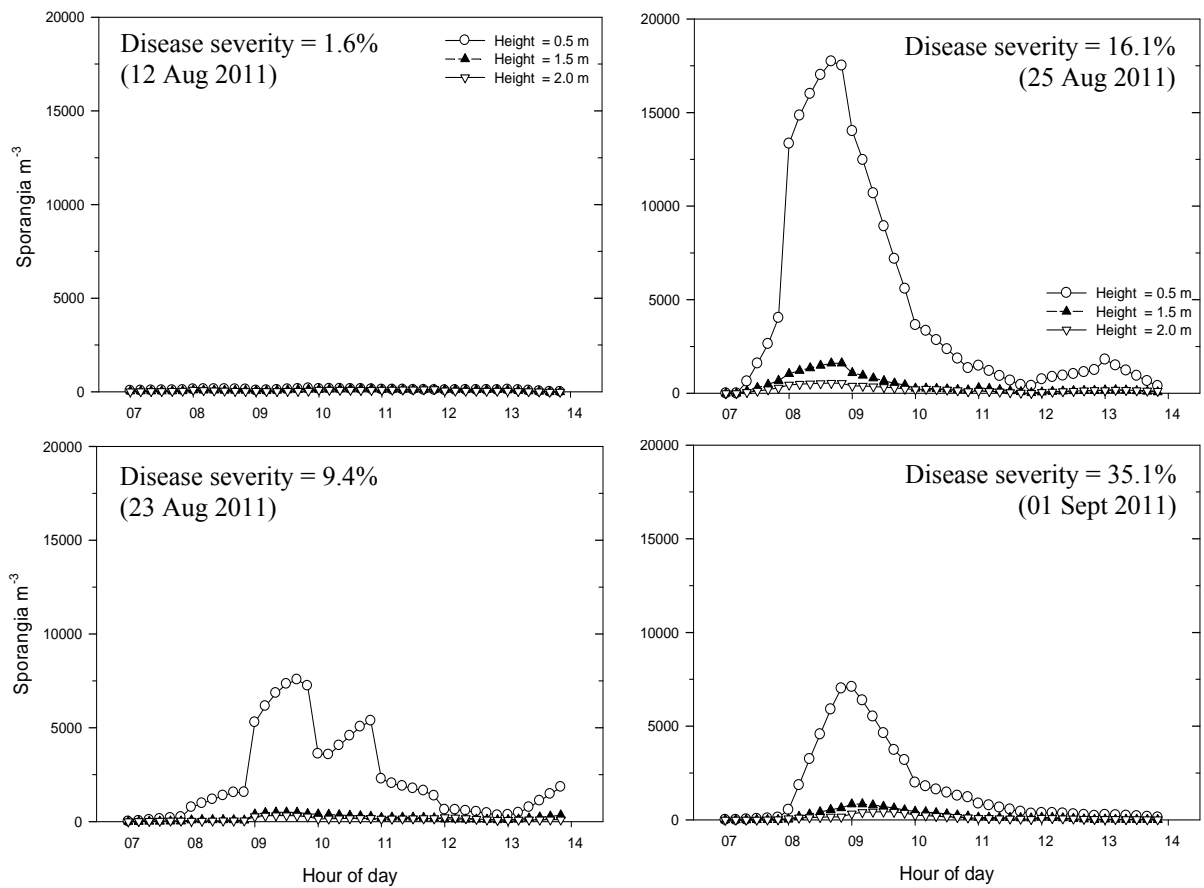 20000
15000
10000
5000
0
Sporangia m-3
Disease severity = 1.6%
(12 Aug 2011)
Height = 0.5 m
Height = 1.5 m
Height = 2.0 m
07 08 09 10 11 12 13 14
20000
15000
10000
5000
0
Disease severity = 16.1%
(25 Aug 2011)
Height = 0.5 m
Height = 1.5 m
Height = 2.0 m
07 08 09 10 11 12 13 14
20000
15000
10000
5000
0
Sporangia m-3
Disease severity = 9.4%
(23 Aug 2011)
07 08 09 10 11 12 13 14
Hour of day
20000
15000
10000
5000
0
Disease severity = 35.1%
(01 Sept 2011)
07 08 09 10 11 12 13 14
Hour of day